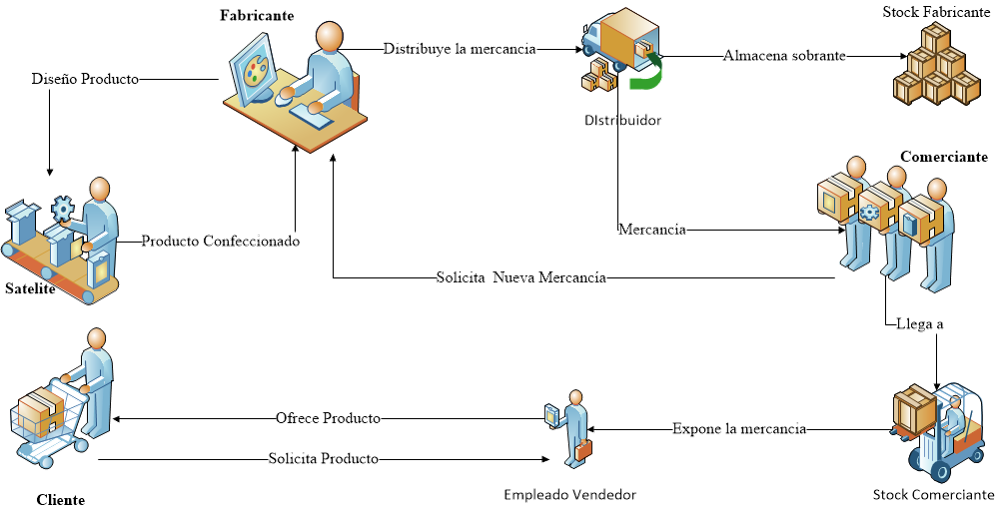 Fabricante
Stock Fabricante
Distribuye la mercancia
Almacena sobrante
Diseño Producto
DIstribuidor
Comerciante
Mercancia
Producto Confeccionado
Solicita Nueva Mercancia
Satelite
Llega a
Ofrece Producto
Expone la mercancia
Solicita Producto
Cliente
Empleado Vendedor
Stock Comerciante